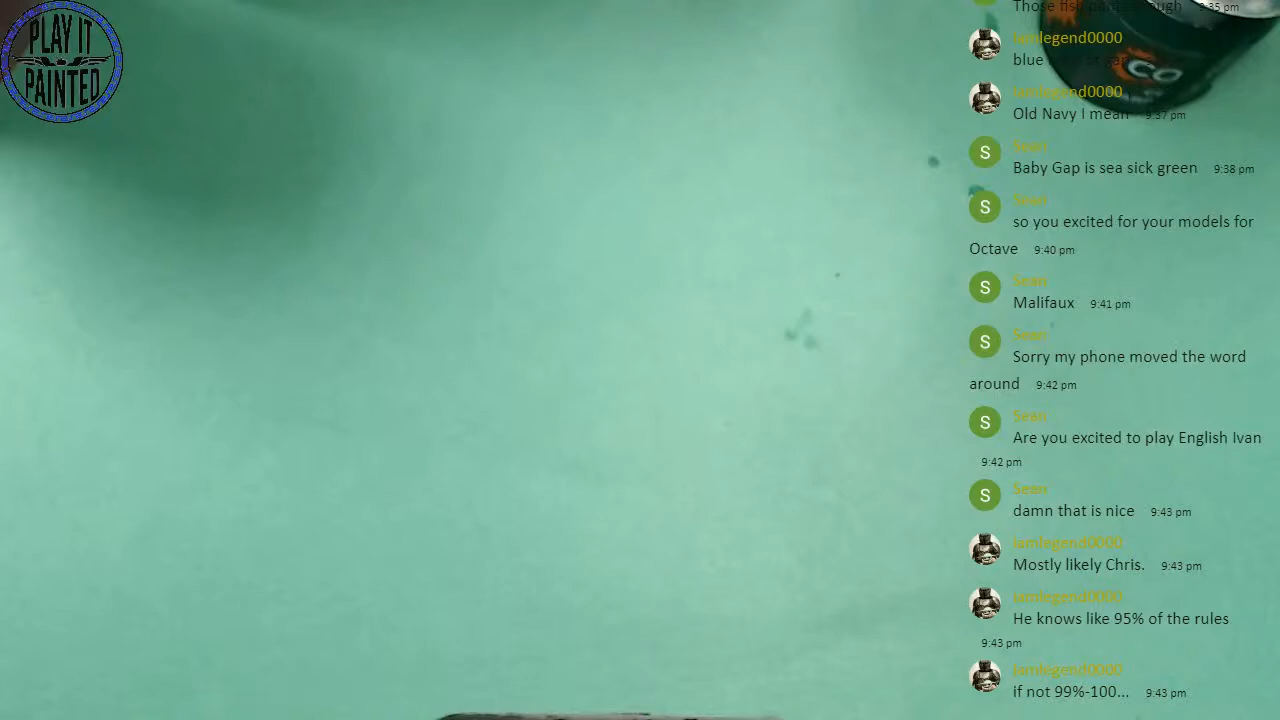 PLAY IT
PAINTED
Those fish
iamlegend0000
blue
CO
iamlegend0000
Old Navy I mean 9:37 pm
S Sean
Baby Gap is sea sick green 9:38 pm
S Sean
so you excited for your models for
Octave 9:40 pm
S Sean
Malifaux 9:41 pm
S Sean
Sorry my phone moved the word
around 9:42 pm
S Sean
Are you excited to play English Ivan
9:42 pm
S Sean
damn that is nice 9:43 pm
iamlegend0000
Mostly likely Chris. 9:43 pm
iamlegend0000
He knows like 95% of the rules
9:43 pm
iamlegend0000
if not 99%-100... 9:43 pm